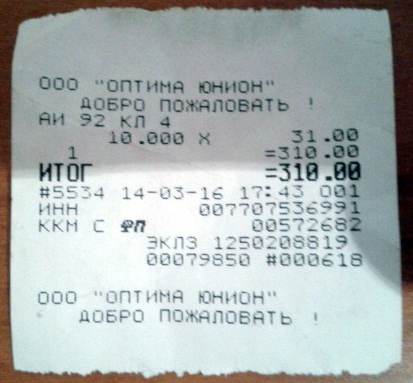 ООО "ОПТИМА ЮНИОН"
ДОБРО ПОЖАЛОВАТЬ !
АИ 92 КЛ 4
10.000 X 31.00
1 =310.00
ИТОГ =310.00
#5534 14-03-16 17:43 001
ИНН 007707536991
ККМ С ФП 00572682
ЭКЛЗ 1250208819
00079850 #000618
ООО "ОПТИМА ЮНИОН"
ДОБРО ПОЖАЛОВАТЬ !